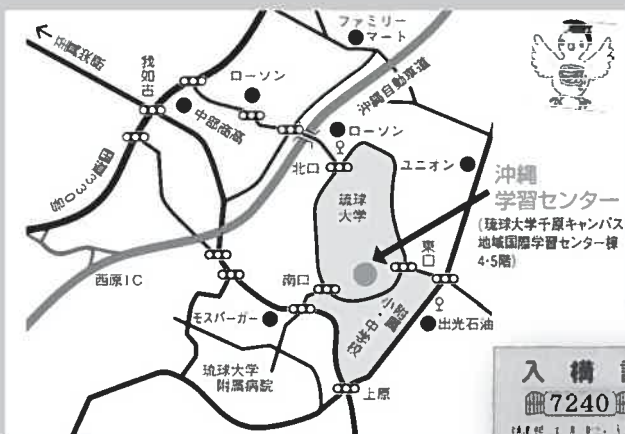 ファミリー
マート
我如古
ローソン
沖縄自動車道
中部商高
ローソン
国道330号
北口
ユニオン
琉球
大学
沖縄
学習センター
(琉球大学千原キャンパス
地域国際学習センター棟
4・5階)
東口
西原IC
南口
附属
小・中学校
モスバーガー
出光石油
琉球大学
附属病院
上原
入構
7240